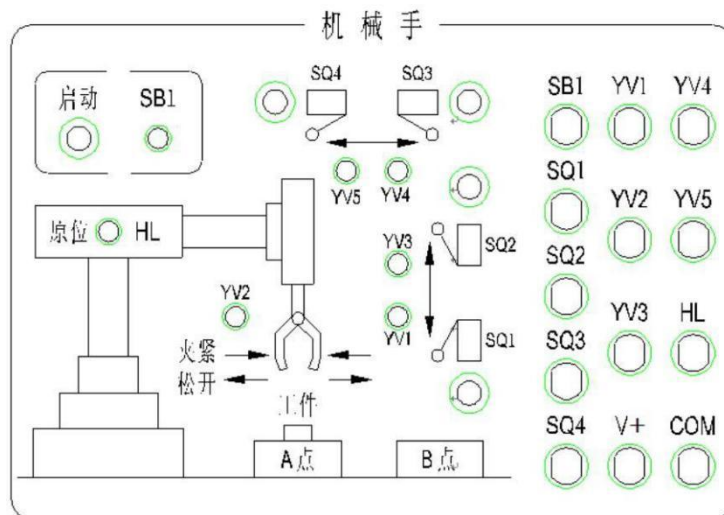 机械手
启动 SB1
SQ4 SQ3
YV5 YV4
原位 HL
YV3
SQ2
YV2
YV1
SQ1
夹紧
松开
工件
A点 B点
SB1 YV1 YV4
SQ1
YV2 YV5
SQ2
YV3 HL
SQ3
SQ4 V+ COM